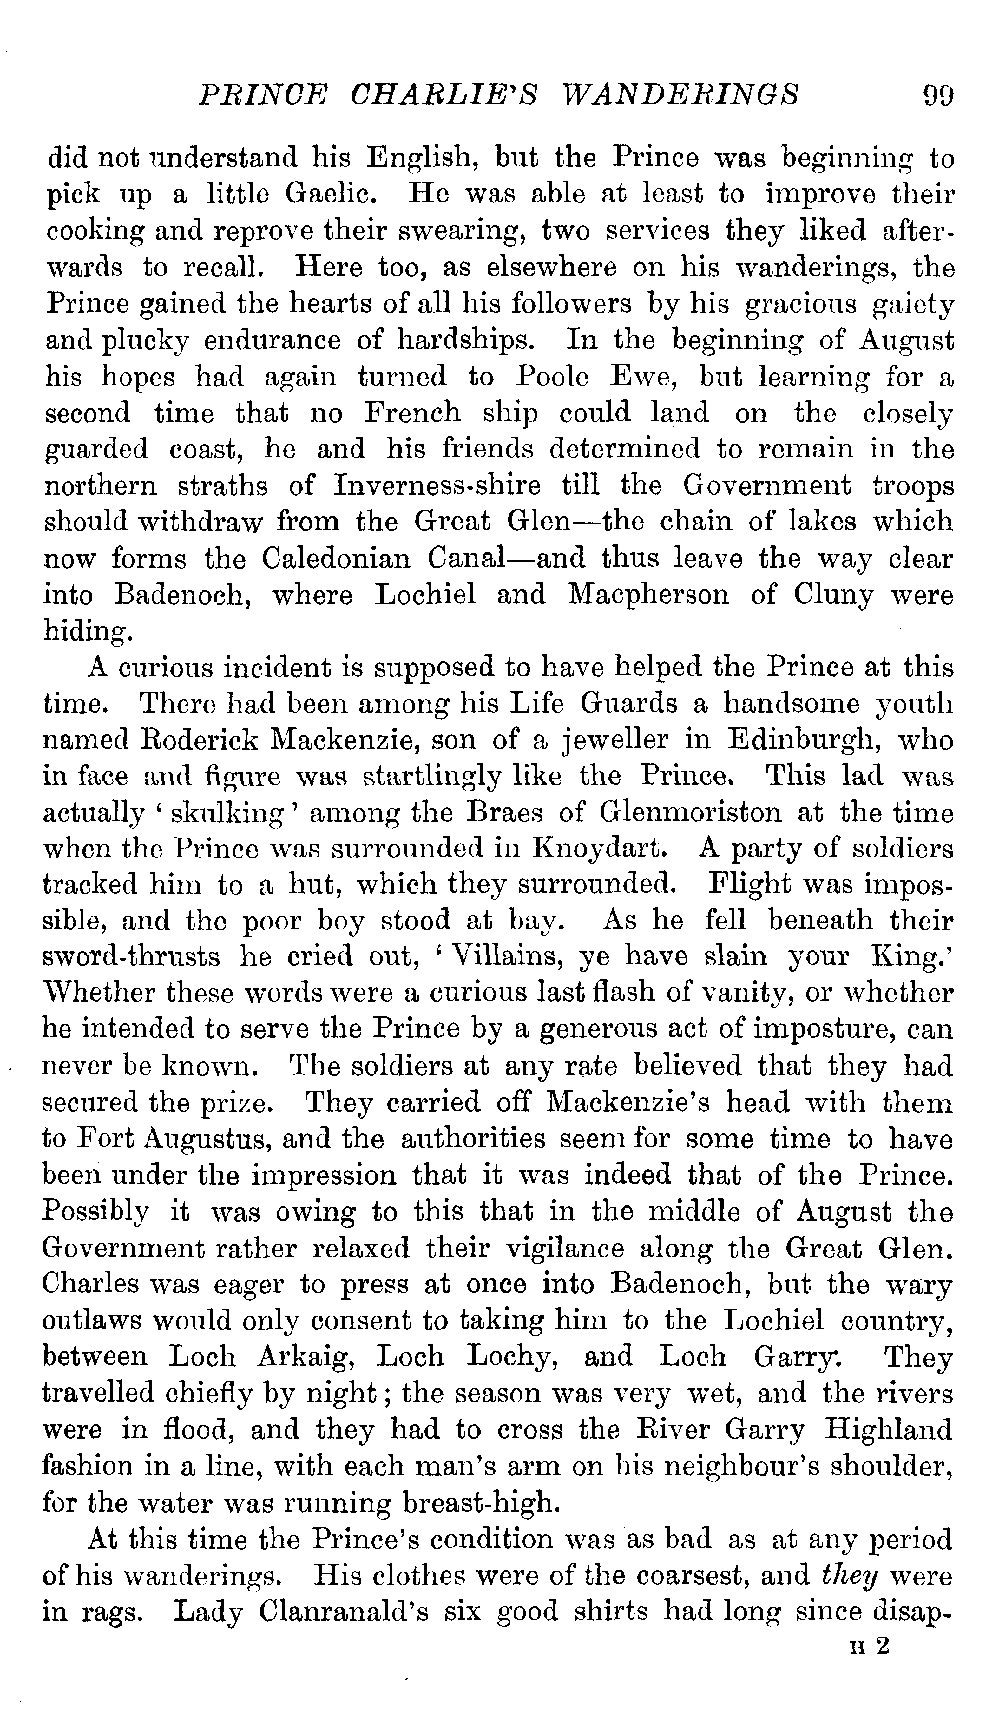 PRINCE CHARLIE'S WANDERINGS 99
did not understand his English, but the Prince was beginning to
pick up a little Gaelic. He was able at least to improve their
cooking and reprove their swearing, two services they liked after-
wards to recall. Here too, as elsewhere on his wanderings, the
Prince gained the hearts of all his followers by his gracious gaiety
and plucky endurance of hardships. In the beginning of August
his hopes had again turned to Poole Ewe, but learning for a
second time that no French ship could land on the closely
guarded coast, he and his friends determined to remain in the
northern straths of Inverness-shire till the Government troops
should withdraw from the Great Glen—the chain of lakes which
now forms the Caledonian Canal—and thus leave the way clear
into Badenoch, where Lochiel and Macpherson of Cluny were
hiding.
A curious incident is supposed to have helped the Prince at this
time. There had been among his Life Guards a handsome youth
named Roderick Mackenzie, son of a jeweller in Edinburgh, who
in face and figure was startlingly like the Prince. This lad was
actually ‘ skulking ’ among the Braes of Glenmoriston at the time
when the Prince was surrounded in Knoydart. A party of soldiers
tracked him to a hut, which they surrounded. Flight was impos-
sible, and the poor boy stood at bay. As he fell beneath their
sword-thrusts he cried out, ‘ Villains, ye have slain your King.’
Whether these words were a curious last flash of vanity, or whether
he intended to serve the Prince by a generous act of imposture, can
never be known. The soldiers at any rate believed that they had
secured the prize. They carried off Mackenzie's head with them
to Fort Augustus, and the authorities seem for some time to have
been under the impression that it was indeed that of the Prince.
Possibly it was owing to this that in the middle of August the
Government rather relaxed their vigilance along the Great Glen.
Charles was eager to press at once into Badenoch, but the wary
outlaws would only consent to taking him to the Lochiel country,
between Loch Arkaig, Loch Lochy, and Loch Garry. They
travelled chiefly by night ; the season was very wet, and the rivers
were in flood, and they had to cross the River Garry Highland
fashion in a line, with each man's arm on his neighbour's shoulder,
for the water was running breast-high.
At this time the Prince's condition was as bad as at any period
of his wanderings. His clothes were of the coarsest, and they were
in rags. Lady Clanranald's six good shirts had long since disap-
H 2